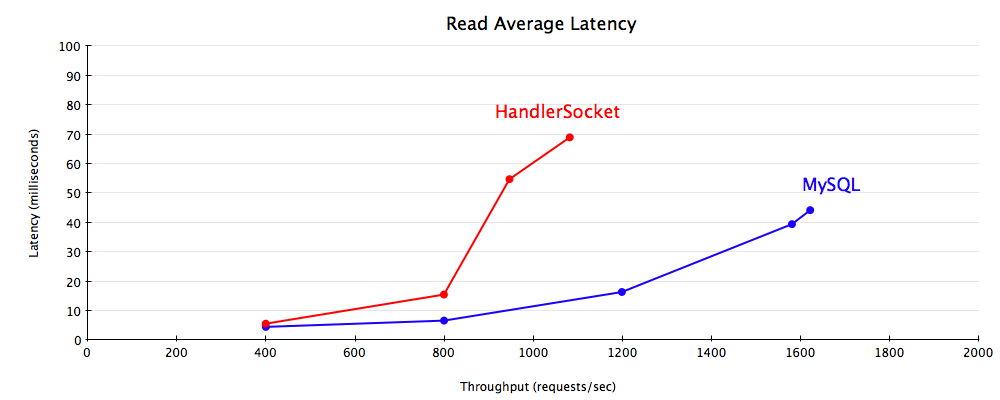 Read Average Latency
100
90
80
70
60
50
40
30
20
10
0
Latency (milliseconds)
HandlerSocket
MySQL
0 200 400 600 800 1000 1200 1400 1600 1800 2000
Throughput (requests/sec)